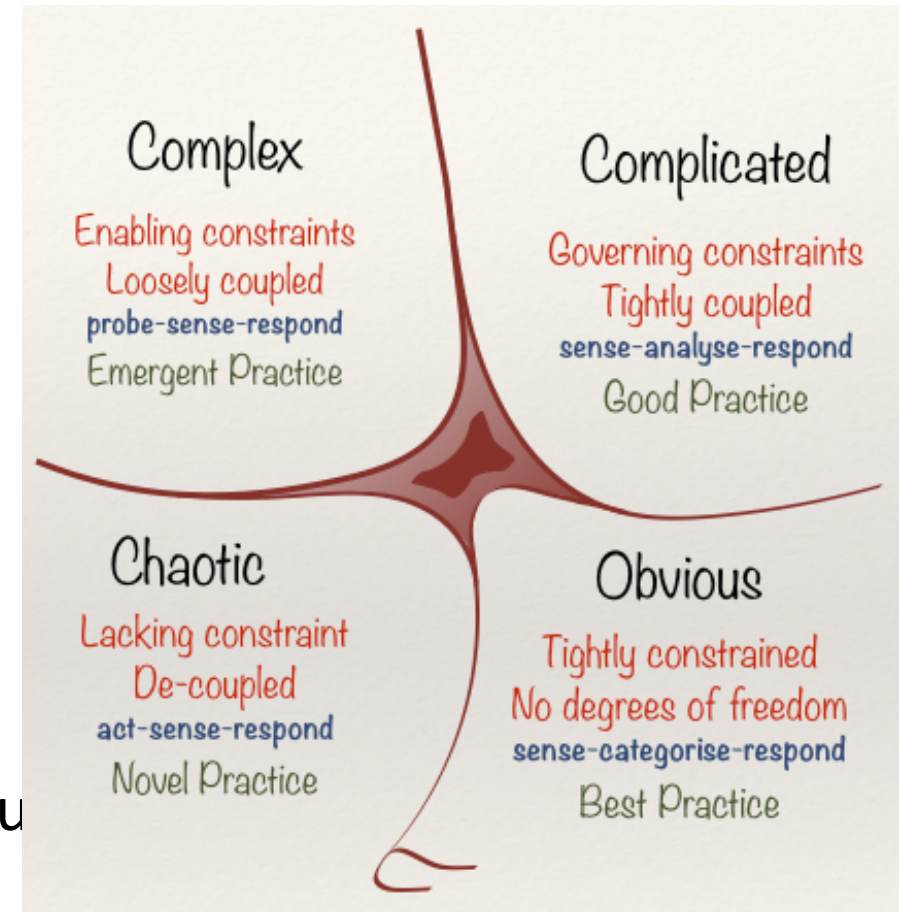 Complex
Enabling constraints
Loosely coupled
probe-sense-respond
Emergent Practice
Complicated
Governing constraints
Tightly coupled
sense-analyse-respond
Good Practice
Chaotic
Lacking constraint
De-coupled
act-sense-respond
Novel Practice
Obvious
Tightly constrained
No degrees of freedom
sense-categorise-respond
Best Practice